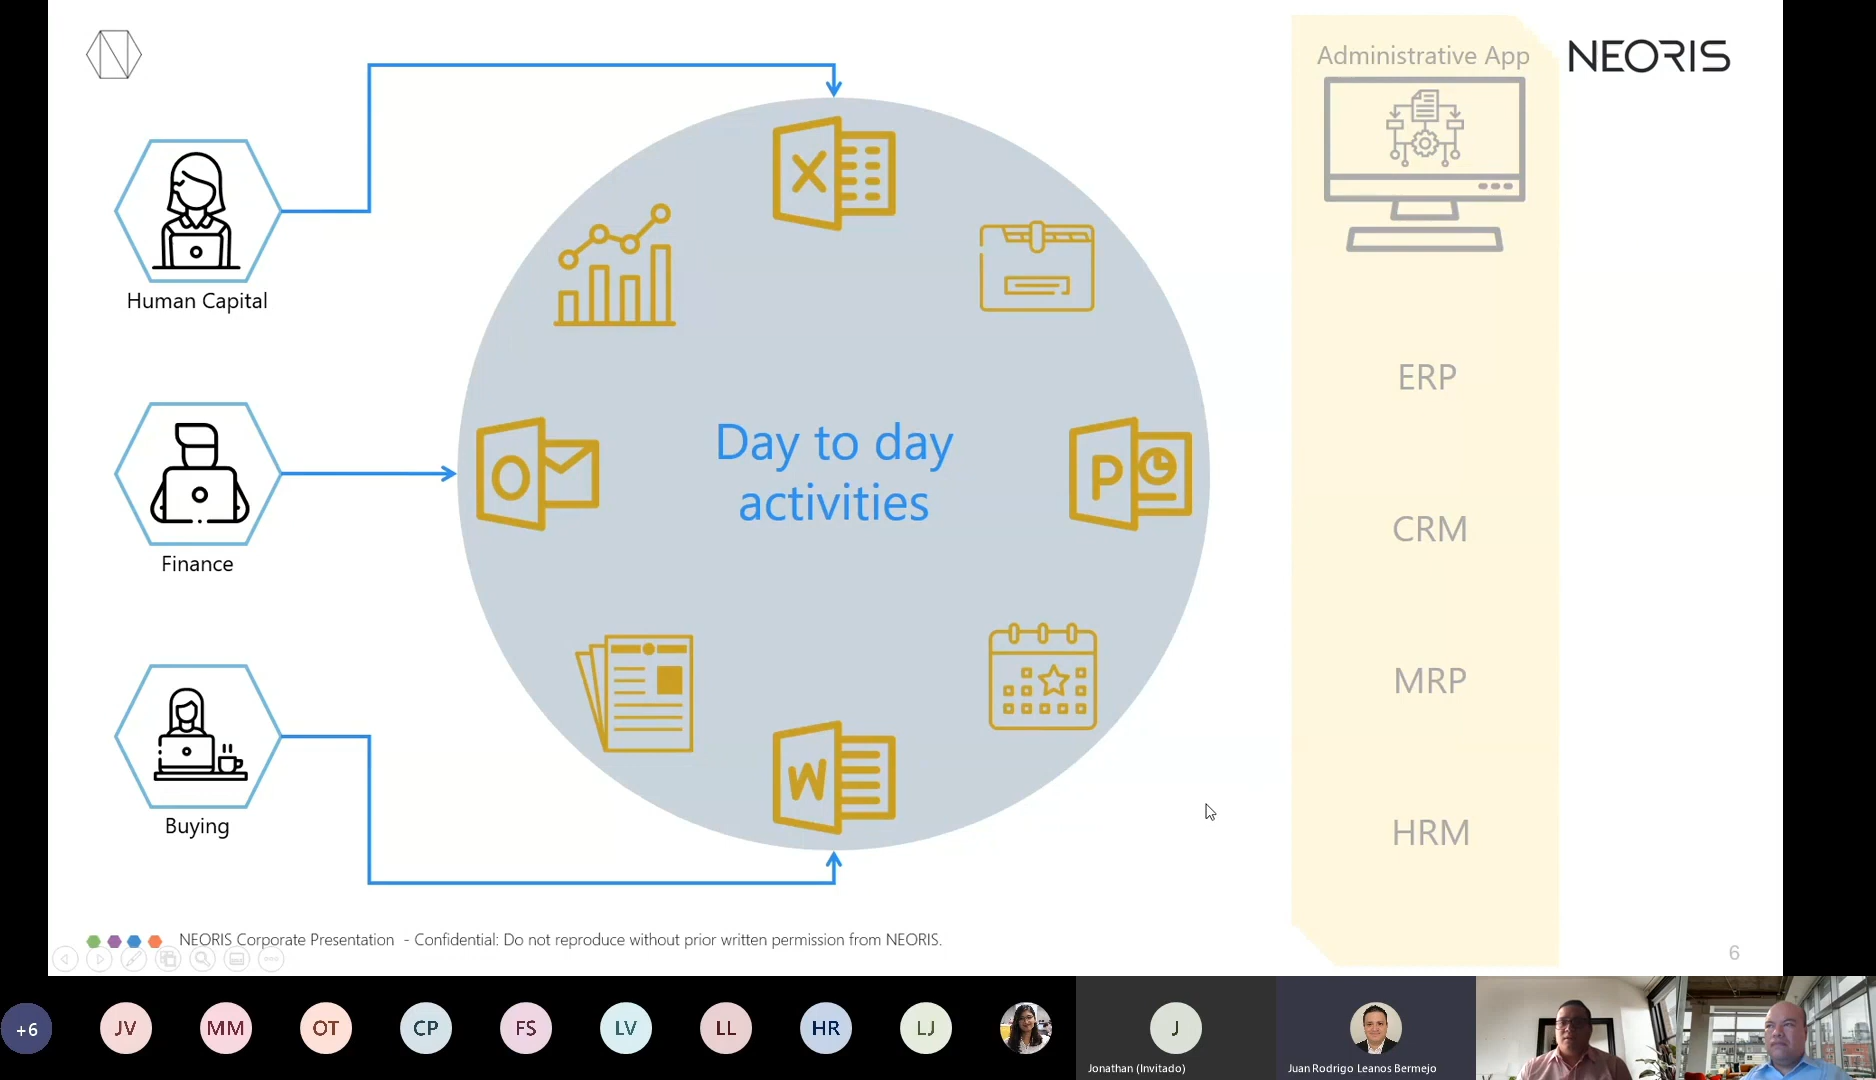 NEORIS
Administrative App
Human Capital
Finance
Buying
X
O
P
W
Day to day
activities
ERP
CRM
MRP
HRM
NEORIS Corporate Presentation - Confidential: Do not reproduce without prior written permission from NEORIS.
6
+6
JV
MM
OT
CP
FS
LV
LL
HR
LJ
J
Jonathan (Invitado)
Juan Rodrigo Leanos Bermejo